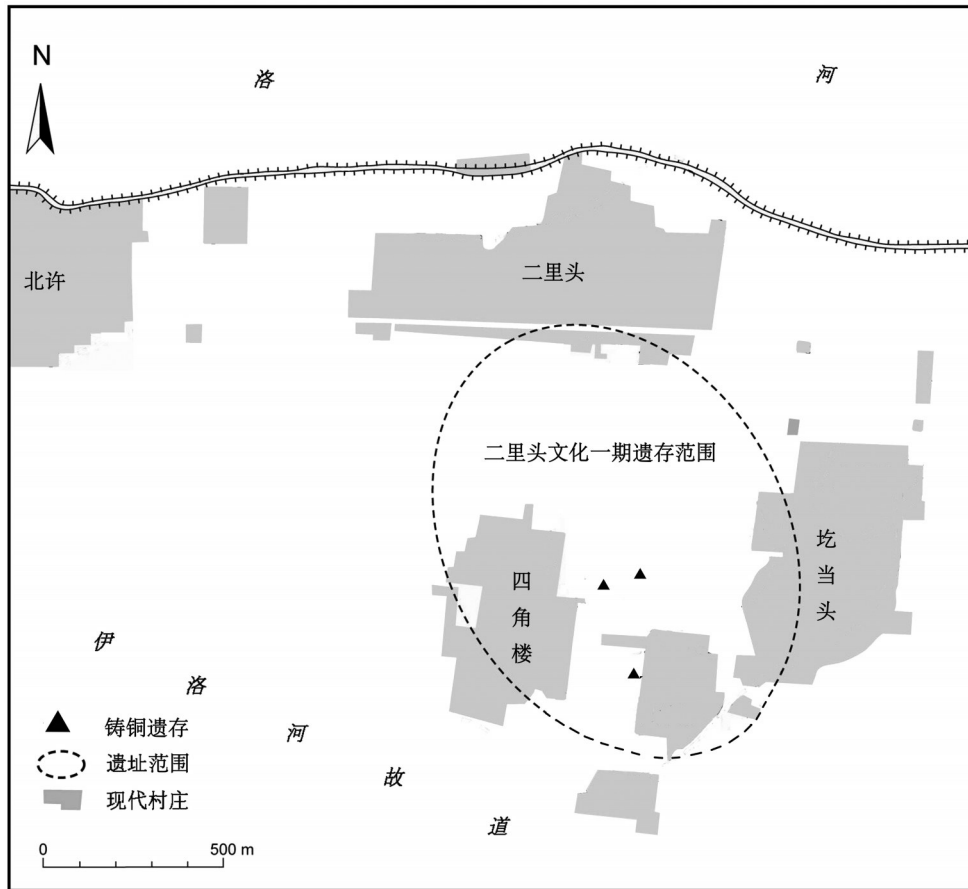 N
洛
河
北许
二里头
二里头文化一期遗存范围
圪当头
四角楼
伊
洛
河
故
道
铸铜遗存
遗址范围
现代村庄
0
500 m